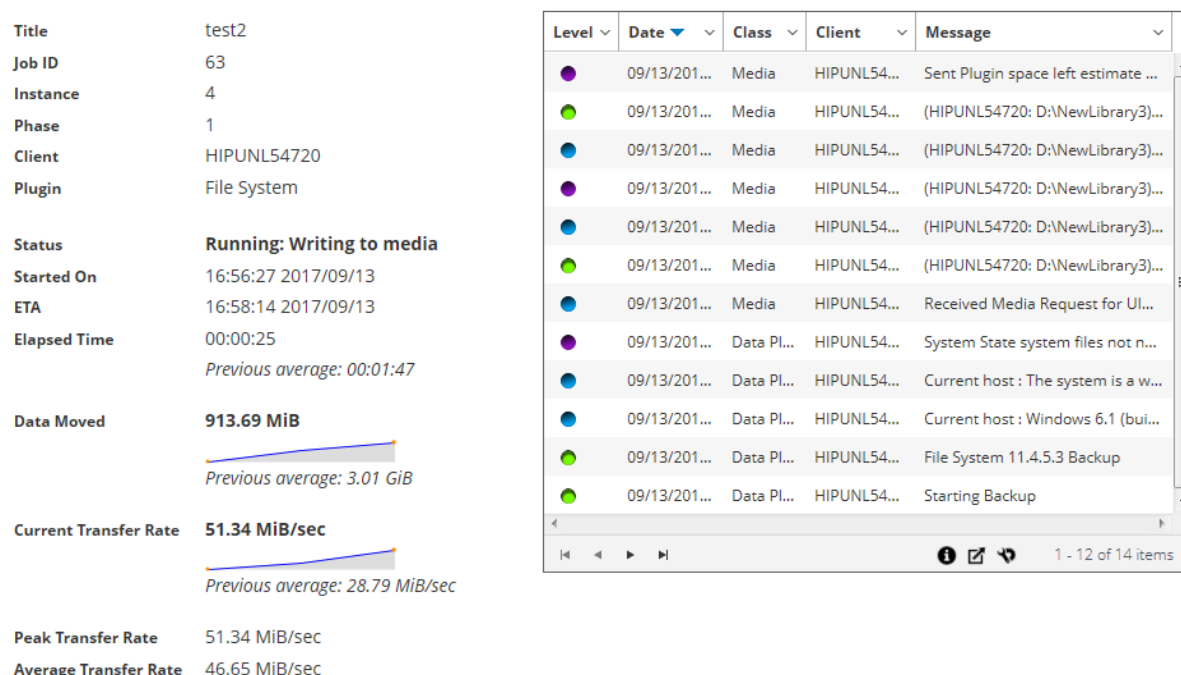 Title test2
Job ID 63
Instance 4
Phase 1
Client HIPUNL54720
Plugin File System
Status Running: Writing to media
Started On 16:56:27 2017/09/13
ETA 16:58:14 2017/09/13
Elapsed Time 00:00:25
Previous average: 00:01:47
Data Moved 913.69 MiB
Previous average: 3.01 GiB
Current Transfer Rate 51.34 MiB/sec
Previous average: 28.79 MiB/sec
Peak Transfer Rate 51.34 MiB/sec
Average Transfer Rate 46.65 MiB/sec
Level Date Class Client Message
09/13/201... Media HIPUNL54... Sent Plugin space left estimate ...
09/13/201... Media HIPUNL54... (HIPUNL54720: D:\NewLibrary3)...
09/13/201... Media HIPUNL54... (HIPUNL54720: D:\NewLibrary3)...
09/13/201... Media HIPUNL54... (HIPUNL54720: D:\NewLibrary3)...
09/13/201... Media HIPUNL54... (HIPUNL54720: D:\NewLibrary3)...
09/13/201... Media HIPUNL54... (HIPUNL54720: D:\NewLibrary3)...
09/13/201... Media HIPUNL54... Received Media Request for UI...
09/13/201... Data Pl... HIPUNL54... System State system files not n...
09/13/201... Data Pl... HIPUNL54... Current host : The system is a w...
09/13/201... Data Pl... HIPUNL54... Current host : Windows 6.1 (bui...
09/13/201... Data Pl... HIPUNL54... File System 11.4.5.3 Backup
09/13/201... Data Pl... HIPUNL54... Starting Backup
1 - 12 of 14 items